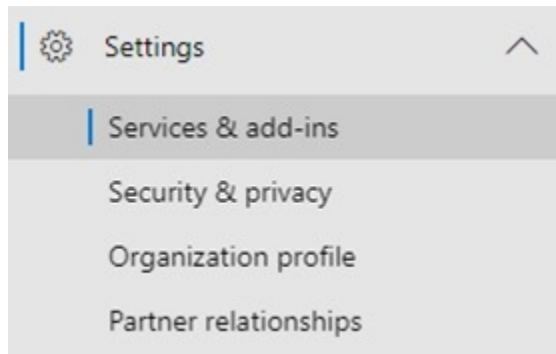 Settings
Services & add-ins
Security & privacy
Organization profile
Partner relationships